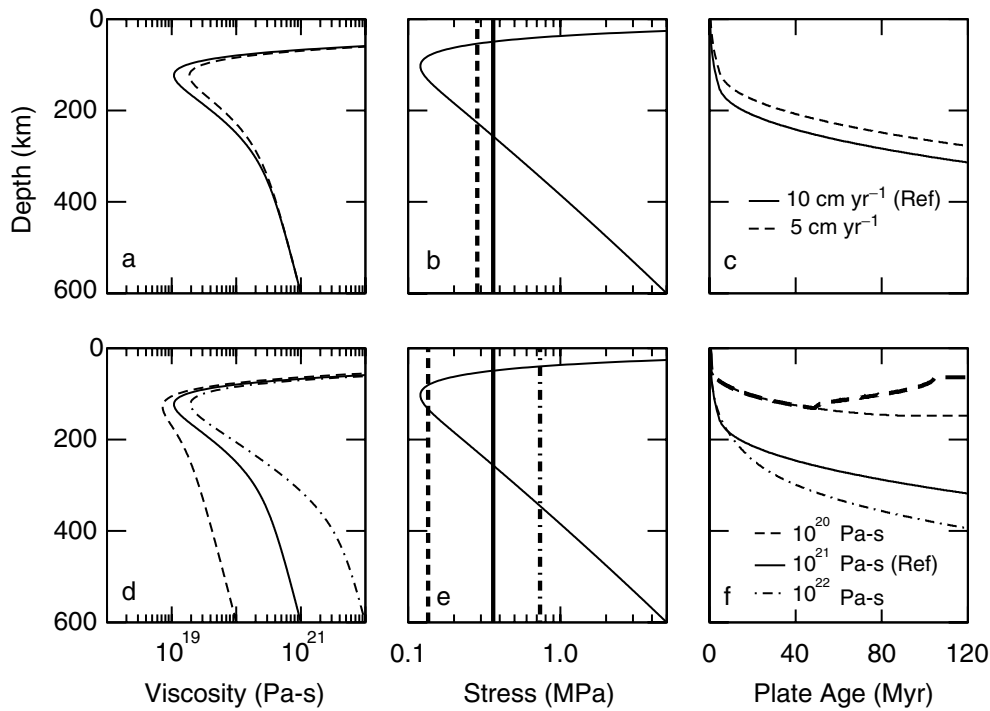 0
200
400
600
Depth (km)
a
b
c
10 cm yr⁻¹ (Ref)
5 cm yr⁻¹
0
200
400
600
d
e
f
10²⁰ Pa-s
10²¹ Pa-s (Ref)
10²² Pa-s
10¹⁹ 10²¹
0.1 1.0
0 40 80 120
Viscosity (Pa-s)
Stress (MPa)
Plate Age (Myr)